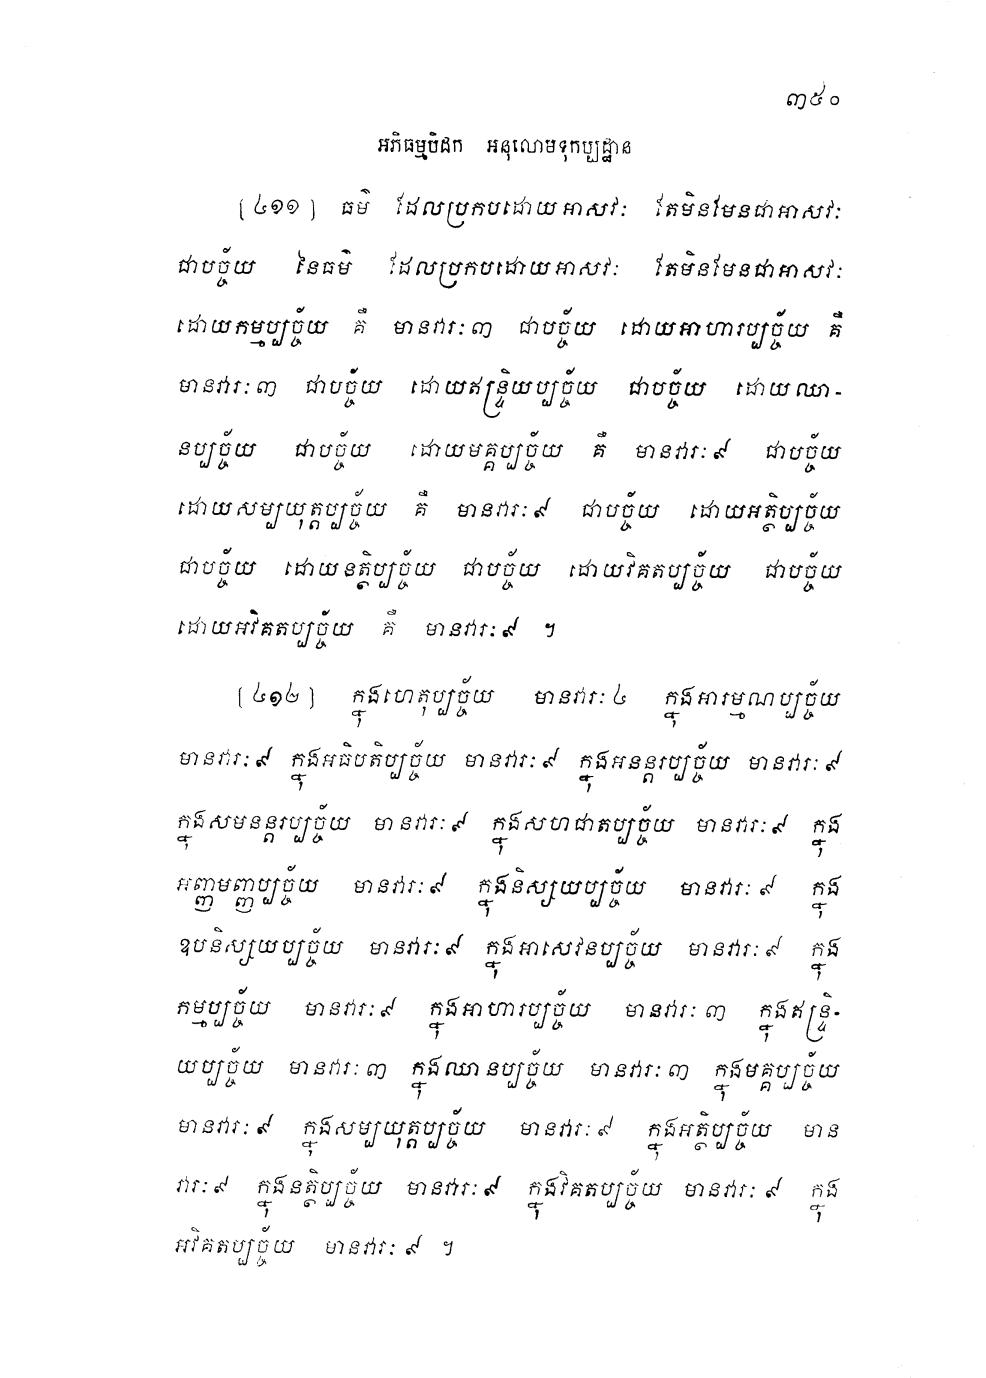 ៣៥០
អភិធម្មបិដក អនុលោមទុកប្បដ្ឋាន
[៤១១] ធម៌ ដែលប្រកបដោយអាសវៈ តែមិនមែនជាអាសវៈ
ជាបច្ច័យ នៃធម៌ ដែលប្រកបដោយអាសវៈ តែមិនមែនជាអាសវៈ
ដោយកម្មប្បច្ច័យ គឺ មានវារៈ៣ ជាបច្ច័យ ដោយអាហារប្បច្ច័យ គឺ
មានវារៈ៣ ជាបច្ច័យ ដោយឥន្ទ្រិយប្បច្ច័យ ជាបច្ច័យ ដោយឈា-
នប្បច្ច័យ ជាបច្ច័យ ដោយមគ្គប្បច្ច័យ គឺ មានវារៈ៩ ជាបច្ច័យ
ដោយសម្បយុត្តប្បច្ច័យ គឺ មានវារៈ៩ ជាបច្ច័យ ដោយអត្ថិប្បច្ច័យ
ជាបច្ច័យ ដោយនត្ថិប្បច្ច័យ ជាបច្ច័យ ដោយវិគតប្បច្ច័យ ជាបច្ច័យ
ដោយអវិគតប្បច្ច័យ គឺ មានវារៈ៩ ។
[៤១២] ក្នុងហេតុប្បច្ច័យ មានវារៈ៤ ក្នុងអារម្មណប្បច្ច័យ
មានវារៈ៩ ក្នុងអធិបតិប្បច្ច័យ មានវារៈ៩ ក្នុងអនន្តរប្បច្ច័យ មានវារៈ៩
ក្នុងសមនន្តរប្បច្ច័យ មានវារៈ៩ ក្នុងសហជាតប្បច្ច័យ មានវារៈ៩ ក្នុង
អញ្ញមញ្ញប្បច្ច័យ មានវារៈ៩ ក្នុងនិស្សយប្បច្ច័យ មានវារៈ៩ ក្នុង
ឧបនិស្សយប្បច្ច័យ មានវារៈ៩ ក្នុងអាសេវនប្បច្ច័យ មានវារៈ៩ ក្នុង
កម្មប្បច្ច័យ មានវារៈ៩ ក្នុងអាហារប្បច្ច័យ មានវារៈ៣ ក្នុងឥន្ទ្រិ-
យប្បច្ច័យ មានវារៈ៣ ក្នុងឈានប្បច្ច័យ មានវារៈ៣ ក្នុងមគ្គប្បច្ច័យ
មានវារៈ៩ ក្នុងសម្បយុត្តប្បច្ច័យ មានវារៈ៩ ក្នុងអត្ថិប្បច្ច័យ មាន
វារៈ៩ ក្នុងនត្ថិប្បច្ច័យ មានវារៈ៩ ក្នុងវិគតប្បច្ច័យ មានវារៈ៩ ក្នុង
អវិគតប្បច្ច័យ មានវារៈ៩ ។